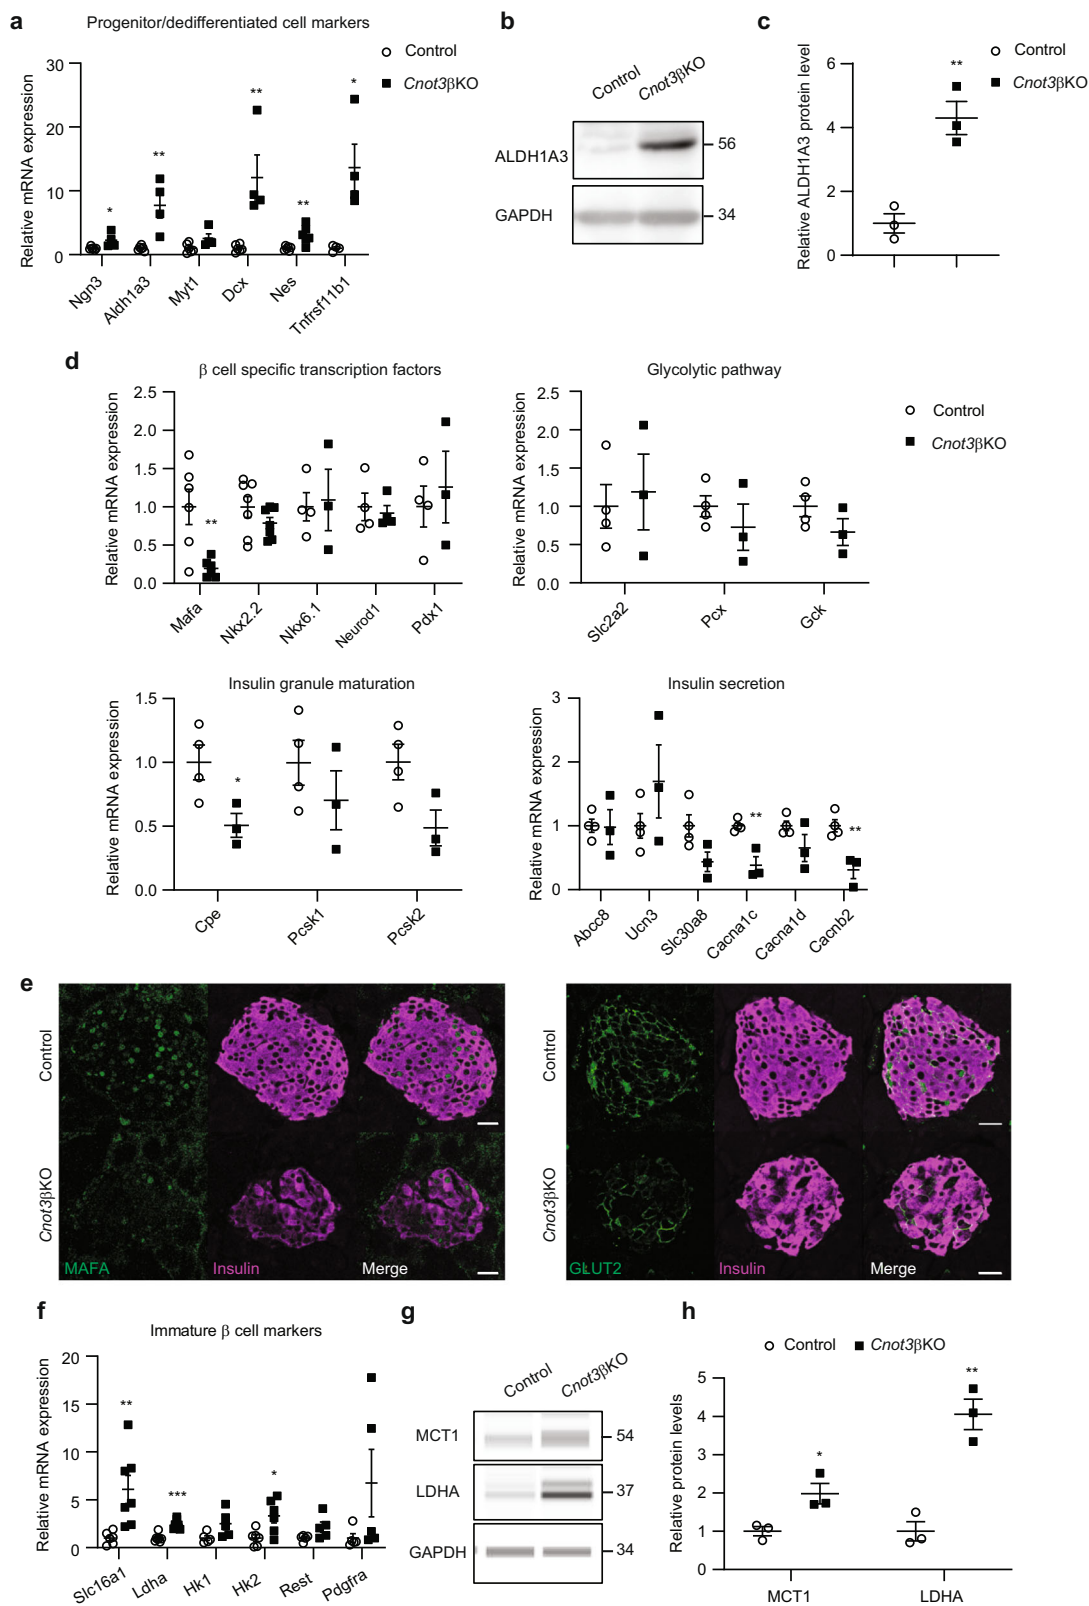 a
Progenitor/dedifferentiated cell markers
Control
Cnot3βKO
Relative mRNA expression
30
20
10
0
*
**
**
**
*
Ngn3
Aldh1a3
Myt1
Dcx
Nes
Tnfrsf11b1
b
Control
Cnot3βKO
ALDH1A3
56
GAPDH
34
c
Control
Cnot3βKO
Relative ALDH1A3 protein level
6
4
2
0
**
d
β cell specific transcription factors
Relative mRNA expression
2.5
2.0
1.5
1.0
0.5
0.0
**
Mafa
Nkx2.2
Nkx6.1
Neurod1
Pdx1
Glycolytic pathway
Relative mRNA expression
2.5
2.0
1.5
1.0
0.5
0.0
Slc2a2
Pcx
Gck
Control
Cnot3βKO
Insulin granule maturation
Relative mRNA expression
1.5
1.0
0.5
0.0
*
Cpe
Pcsk1
Pcsk2
Insulin secretion
Relative mRNA expression
3
2
1
0
**
**
Abcc8
Ucn3
Slc30a8
Cacna1c
Cacna1d
Cacnb2
e
Control
Cnot3βKO
MAFA
Insulin
Merge
Control
Cnot3βKO
GLUT2
Insulin
Merge
f
Immature β cell markers
Relative mRNA expression
20
15
10
5
0
**
***
*
Slc16a1
Ldha
Hk1
Hk2
Rest
Pdgfra
g
Control
Cnot3βKO
MCT1
54
LDHA
37
GAPDH
34
h
Control
Cnot3βKO
Relative protein levels
5
4
3
2
1
0
*
**
MCT1
LDHA